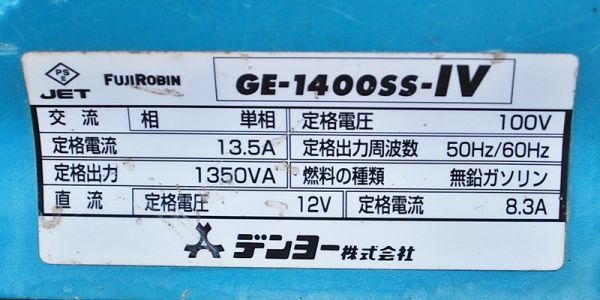 PS E
JET FUJIROBIN GE-1400SS-IV
交流 相 単相 定格電圧 100V
定格電流 13.5A 定格出力周波数 50Hz/60Hz
定格出力 1350VA 燃料の種類 無鉛ガソリン
直流 定格電圧 12V 定格電流 8.3A
デンヨー株式会社